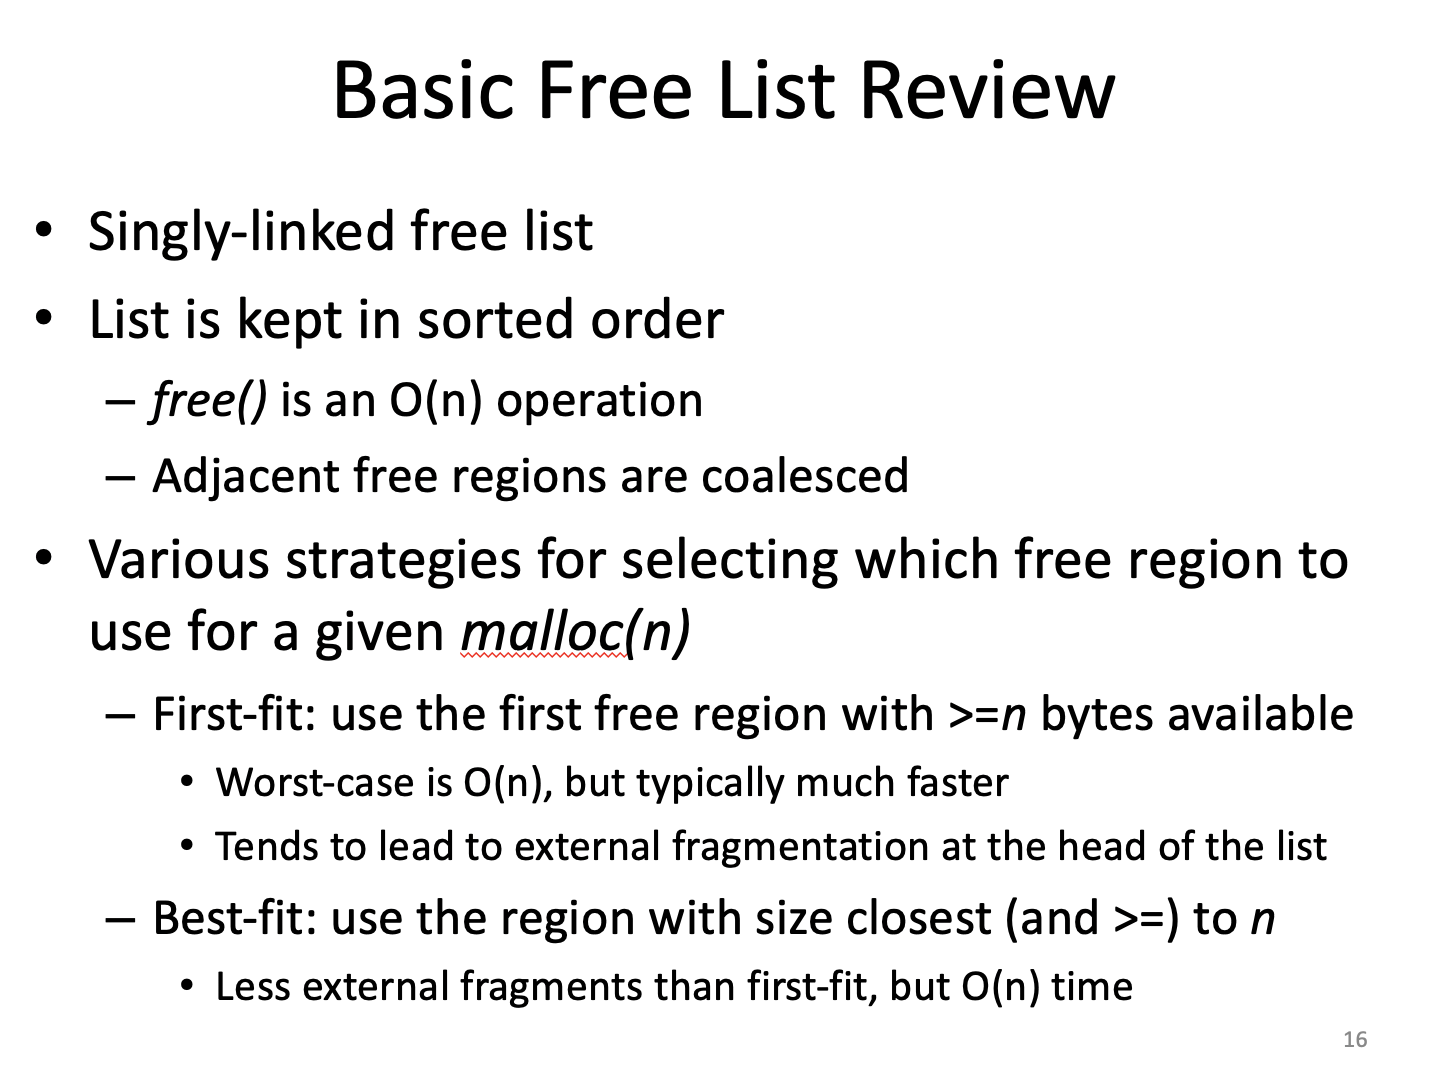 Basic Free List Review
• Singly-linked free list
• List is kept in sorted order
– free() is an O(n) operation
– Adjacent free regions are coalesced
• Various strategies for selecting which free region to
use for a given malloc(n)
– First-fit: use the first free region with >=n bytes available
• Worst-case is O(n), but typically much faster
• Tends to lead to external fragmentation at the head of the list
– Best-fit: use the region with size closest (and >=) to n
• Less external fragments than first-fit, but O(n) time
16